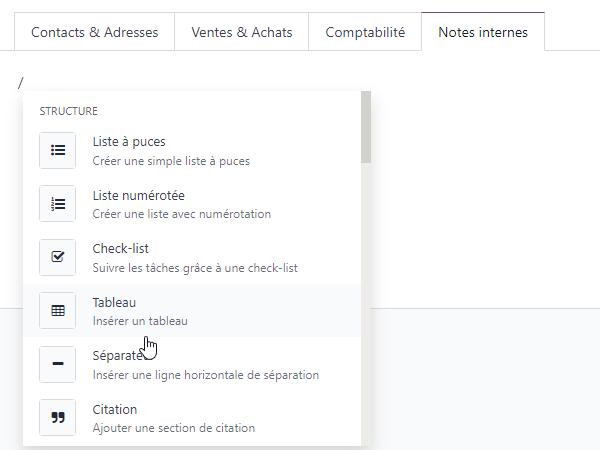 Contacts & Adresses Ventes & Achats Comptabilité Notes internes
/
STRUCTURE
Liste à puces
Créer une simple liste à puces
Liste numérotée
Créer une liste avec numérotation
Check-list
Suivre les tâches grâce à une check-list
Tableau
Insérer un tableau
Insérer une ligne horizontale de séparation
Citation
Ajouter une section de citation